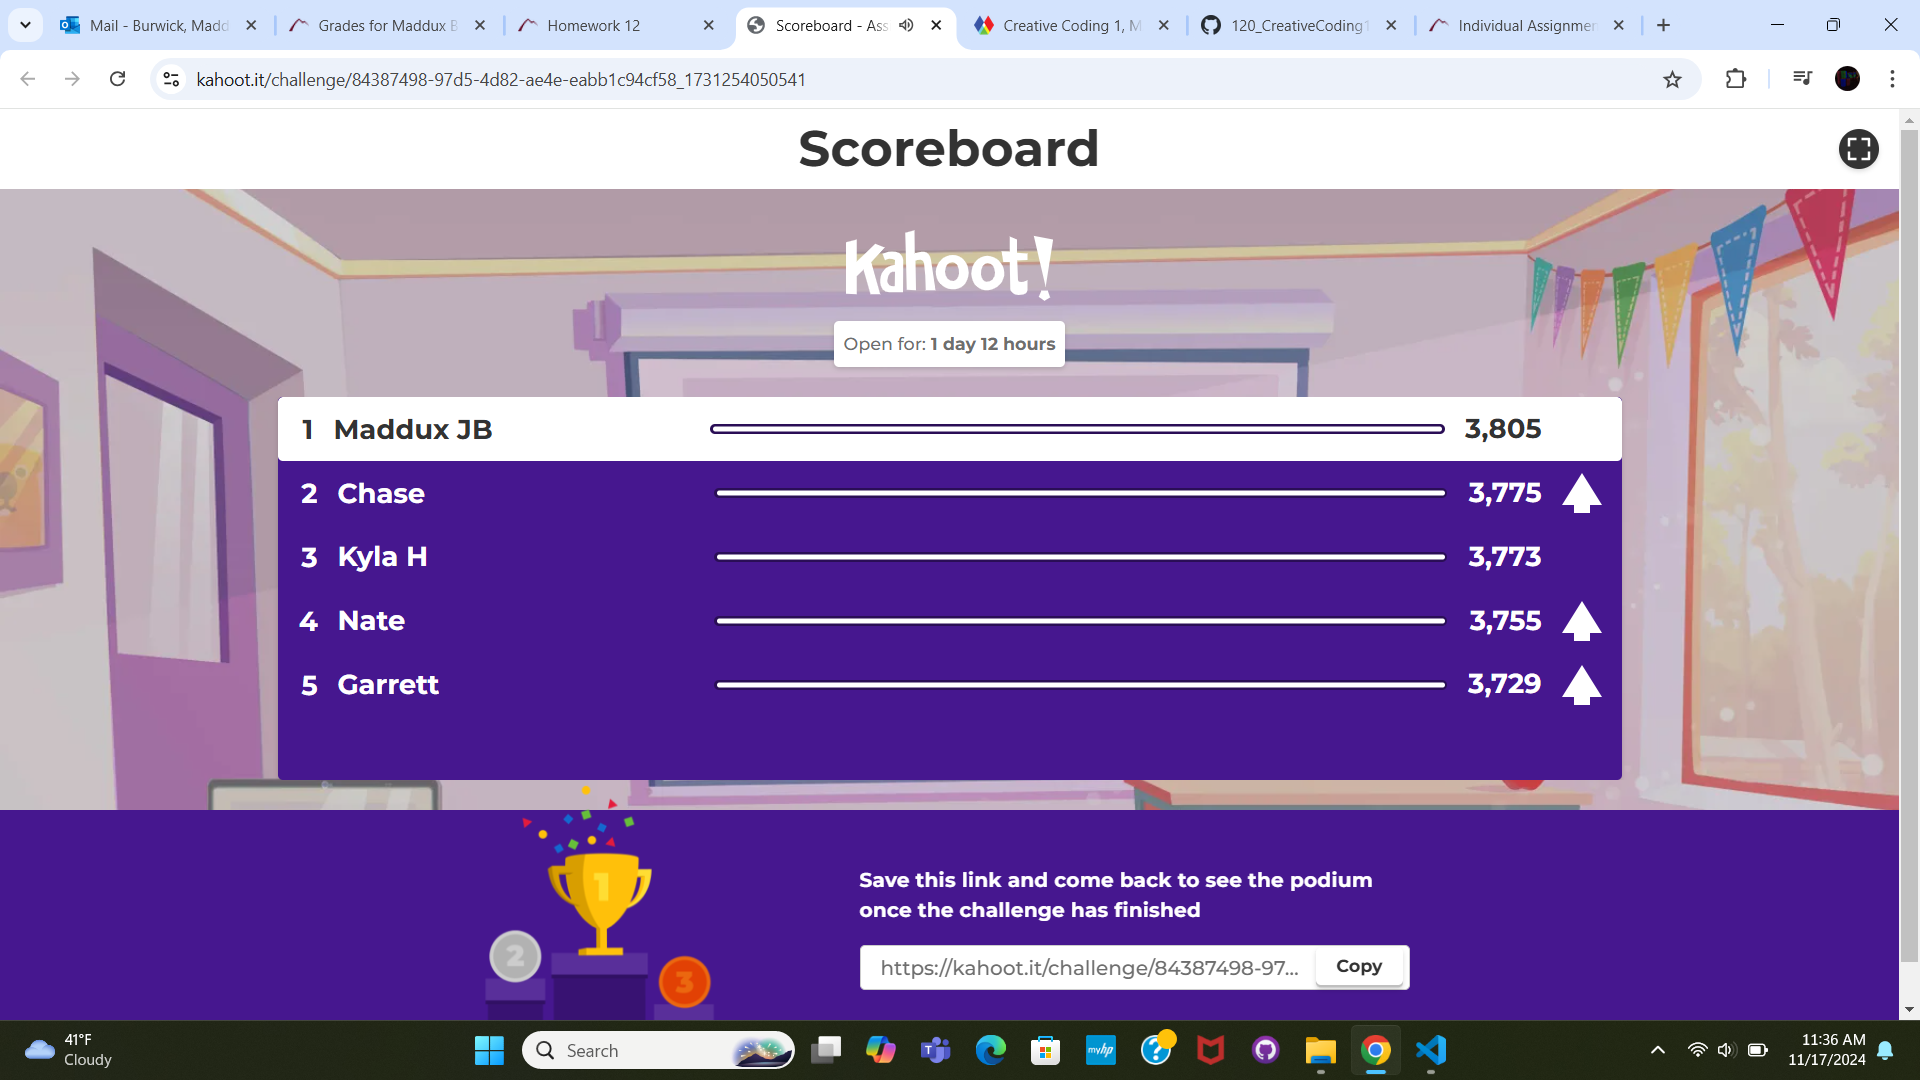 Mail - Burwick, Madd
Grades for Maddux B
Homework 12
Scoreboard - Ass
Creative Coding 1, M
120_CreativeCoding1
Individual Assignmen
kahoot.it/challenge/84387498-97d5-4d82-ae4e-eabb1c94cf58_1731254050541
Scoreboard
Kahoot!
Open for: 1 day 12 hours
1 Maddux JB 3,805
2 Chase 3,775
3 Kyla H 3,773
4 Nate 3,755
5 Garrett 3,729
1
2
3
Save this link and come back to see the podium
once the challenge has finished
https://kahoot.it/challenge/84387498-97... Copy
41°F
Cloudy
Search
myhp
11:36 AM
11/17/2024